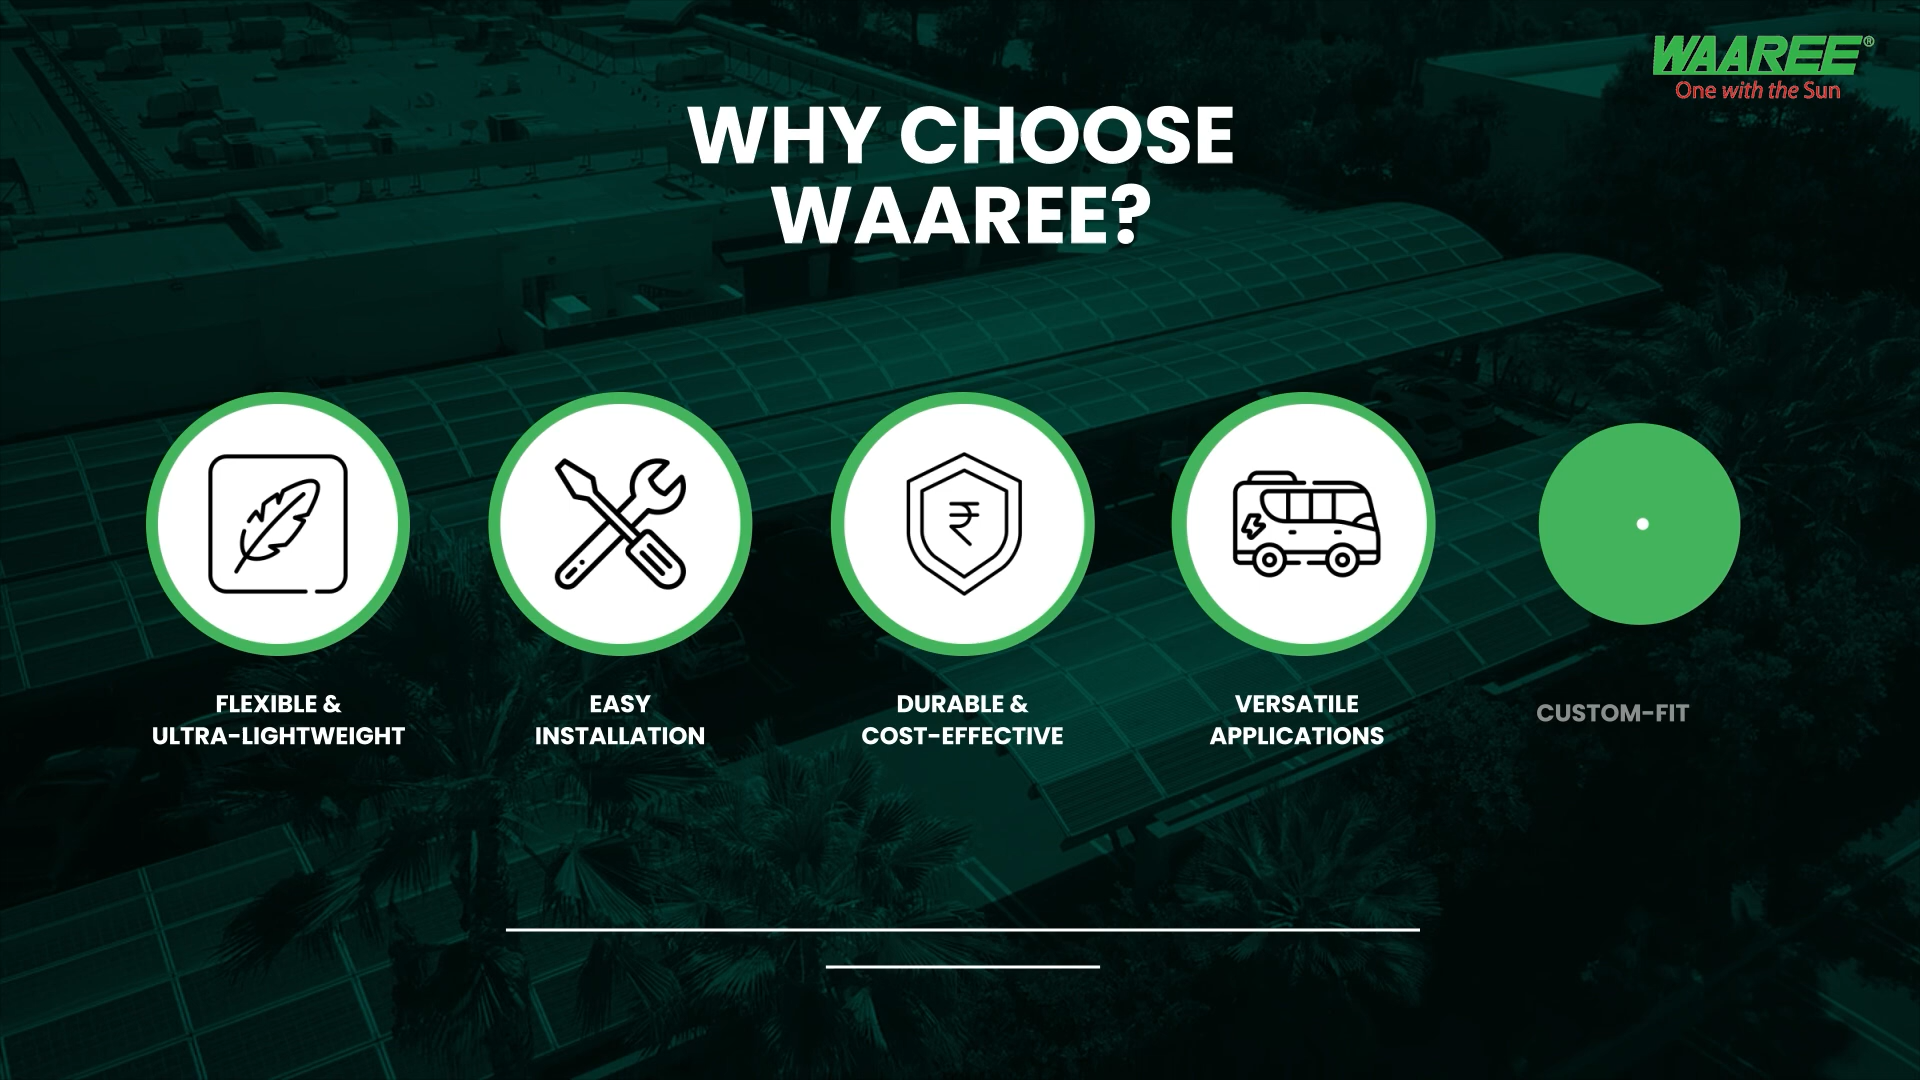 WAAREE®
One with the Sun
WHY CHOOSE
WAAREE?
₹
FLEXIBLE &
ULTRA-LIGHTWEIGHT
EASY
INSTALLATION
DURABLE &
COST-EFFECTIVE
VERSATILE
APPLICATIONS
CUSTOM-FIT